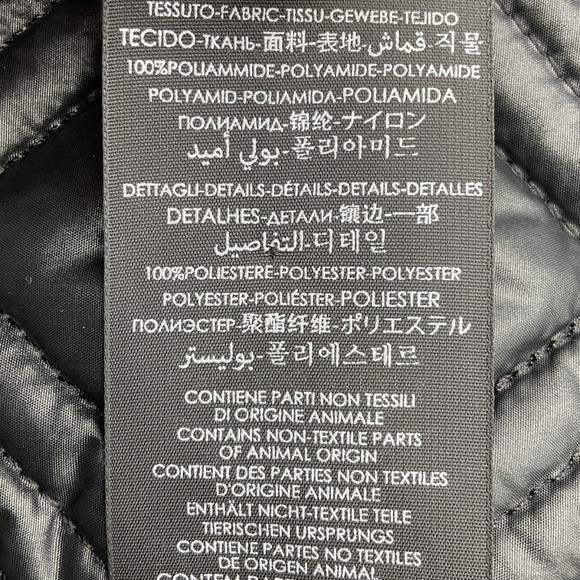 TESSUTO-FABRIC-TISSU-GEWEBE-TEJIDO
TECIDO-ТКАНЬ-面料-表地-قماش-직물
100%POLIAMMIDE-POLYAMIDE-POLYAMIDE
POLYAMID-POLIAMIDA-POLIAMIDA
ПОЛИАМИД-锦纶-ナイロン
بولي أميد-폴리아미드
DETTAGLI-DETAILS-DÉTAILS-DETAILS-DETALLES
DETALHES-ДЕТАЛИ-镶边-一部
التفاصيل-디테일
100%POLIESTERE-POLYESTER-POLYESTER
POLYESTER-POLIÉSTER-POLIESTER
ПОЛИЭСТЕР-聚酯纤维-ポリエステル
بوليستر-폴리에스테르
CONTIENE PARTI NON TESSILI
DI ORIGINE ANIMALE
CONTAINS NON-TEXTILE PARTS
OF ANIMAL ORIGIN
CONTIENT DES PARTIES NON TEXTILES
D'ORIGINE ANIMALE
ENTHÄLT NICHT-TEXTILE TEILE
TIERISCHEN URSPRUNGS
CONTIENE PARTES NO TEXTILES
DE ORIGEN ANIMAL
CONTEM